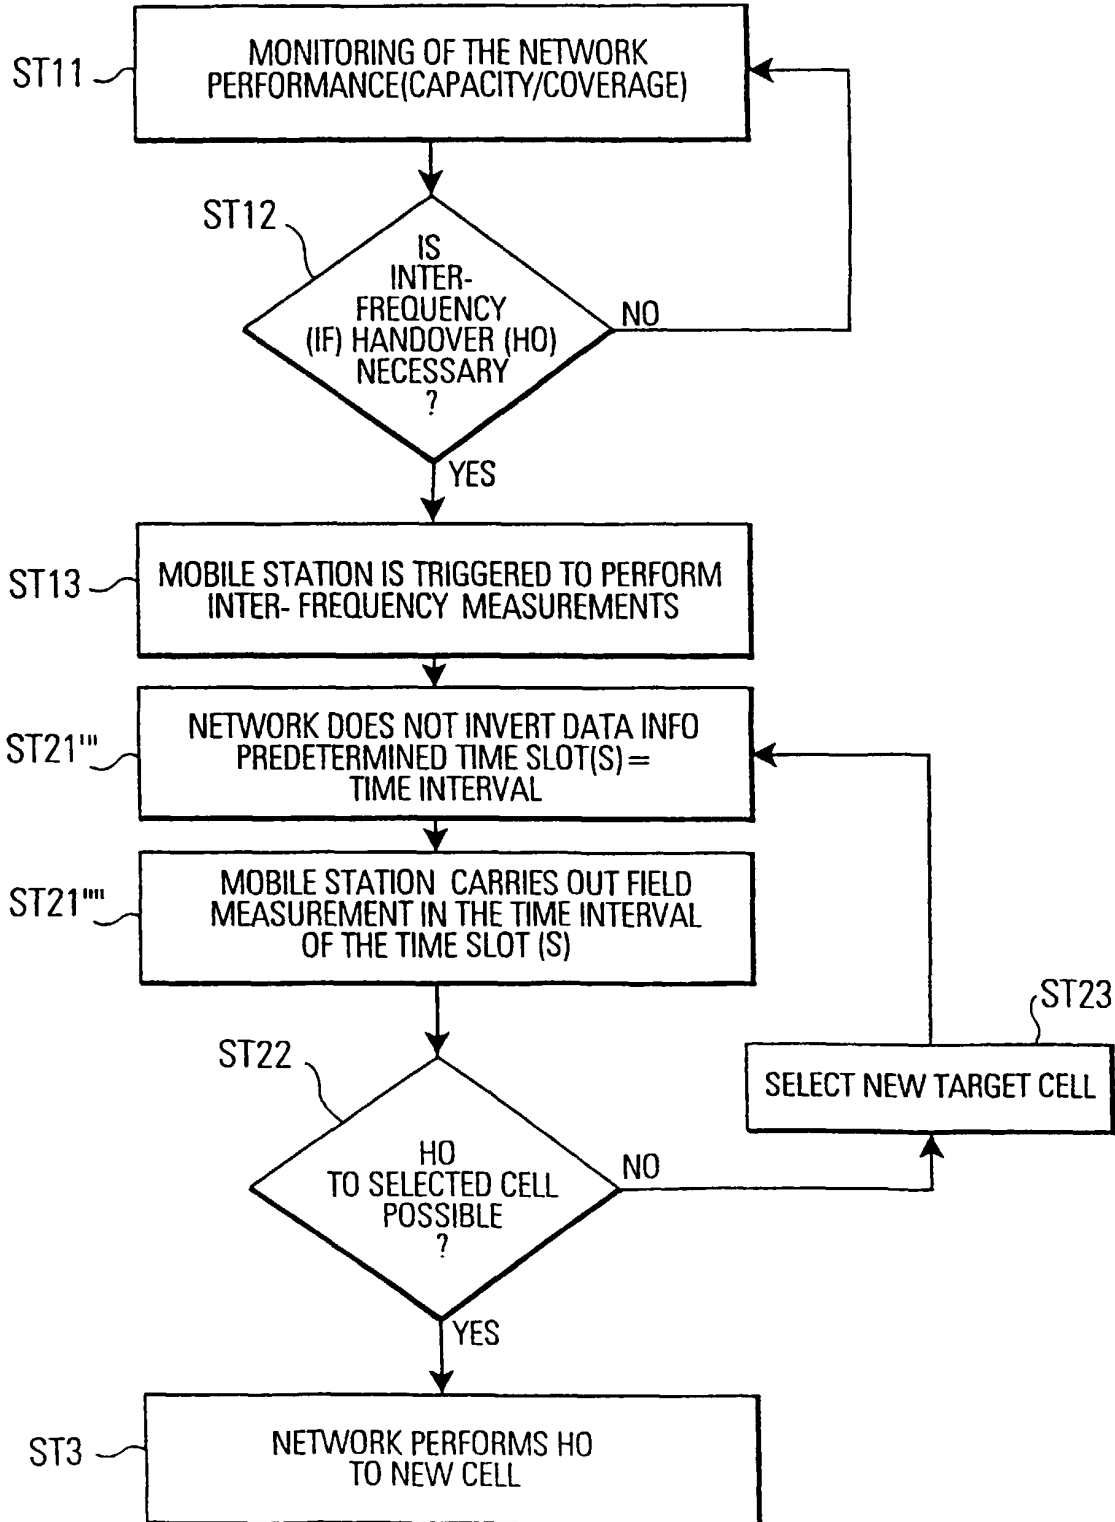 ST11
MONITORING OF THE NETWORK
PERFORMANCE(CAPACITY/COVERAGE)
ST12
IS
INTER-
FREQUENCY
(IF) HANDOVER (HO)
NECESSARY
?
NO
YES
ST13
MOBILE STATION IS TRIGGERED TO PERFORM
INTER- FREQUENCY MEASUREMENTS
ST21'''
NETWORK DOES NOT INVERT DATA INFO
PREDETERMINED TIME SLOT(S)=
TIME INTERVAL
ST21''''
MOBILE STATION CARRIES OUT FIELD
MEASUREMENT IN THE TIME INTERVAL
OF THE TIME SLOT (S)
ST22
HO
TO SELECTED CELL
POSSIBLE
?
NO
ST23
SELECT NEW TARGET CELL
YES
ST3
NETWORK PERFORMS HO
TO NEW CELL